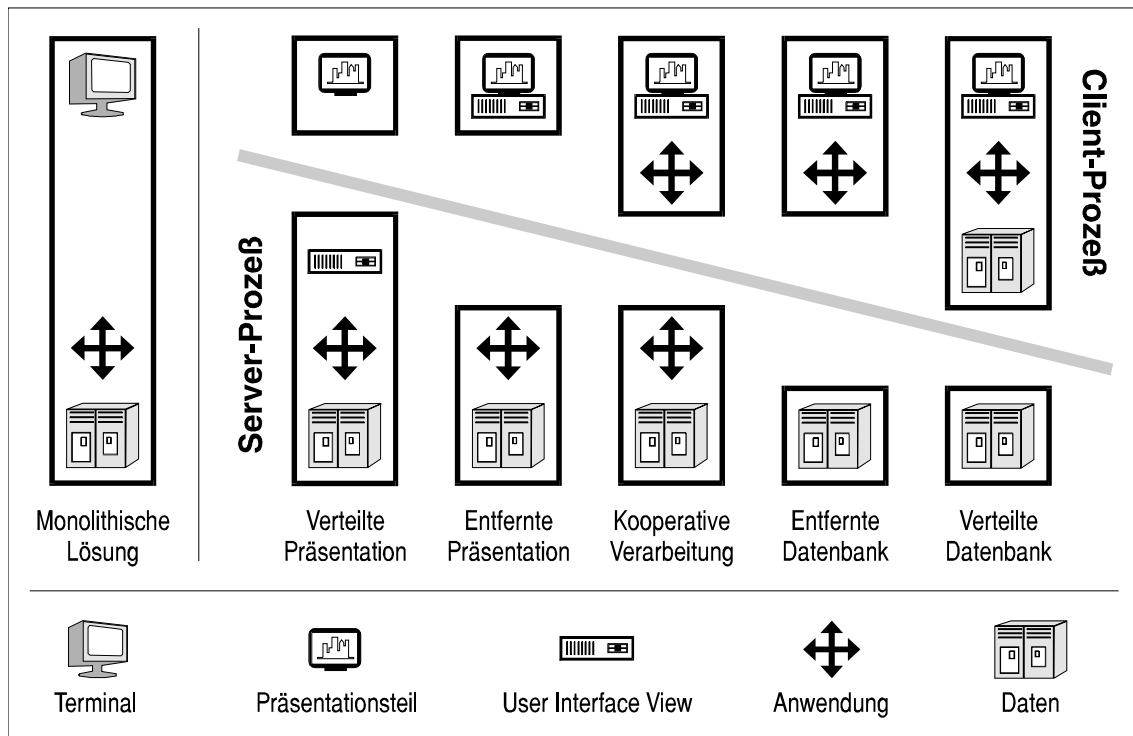 Client-Prozeß
Server-Prozeß
Monolithische
Lösung
Verteilte
Präsentation
Entfernte
Präsentation
Kooperative
Verarbeitung
Entfernte
Datenbank
Verteilte
Datenbank
Terminal
Präsentationsteil
User Interface View
Anwendung
Daten